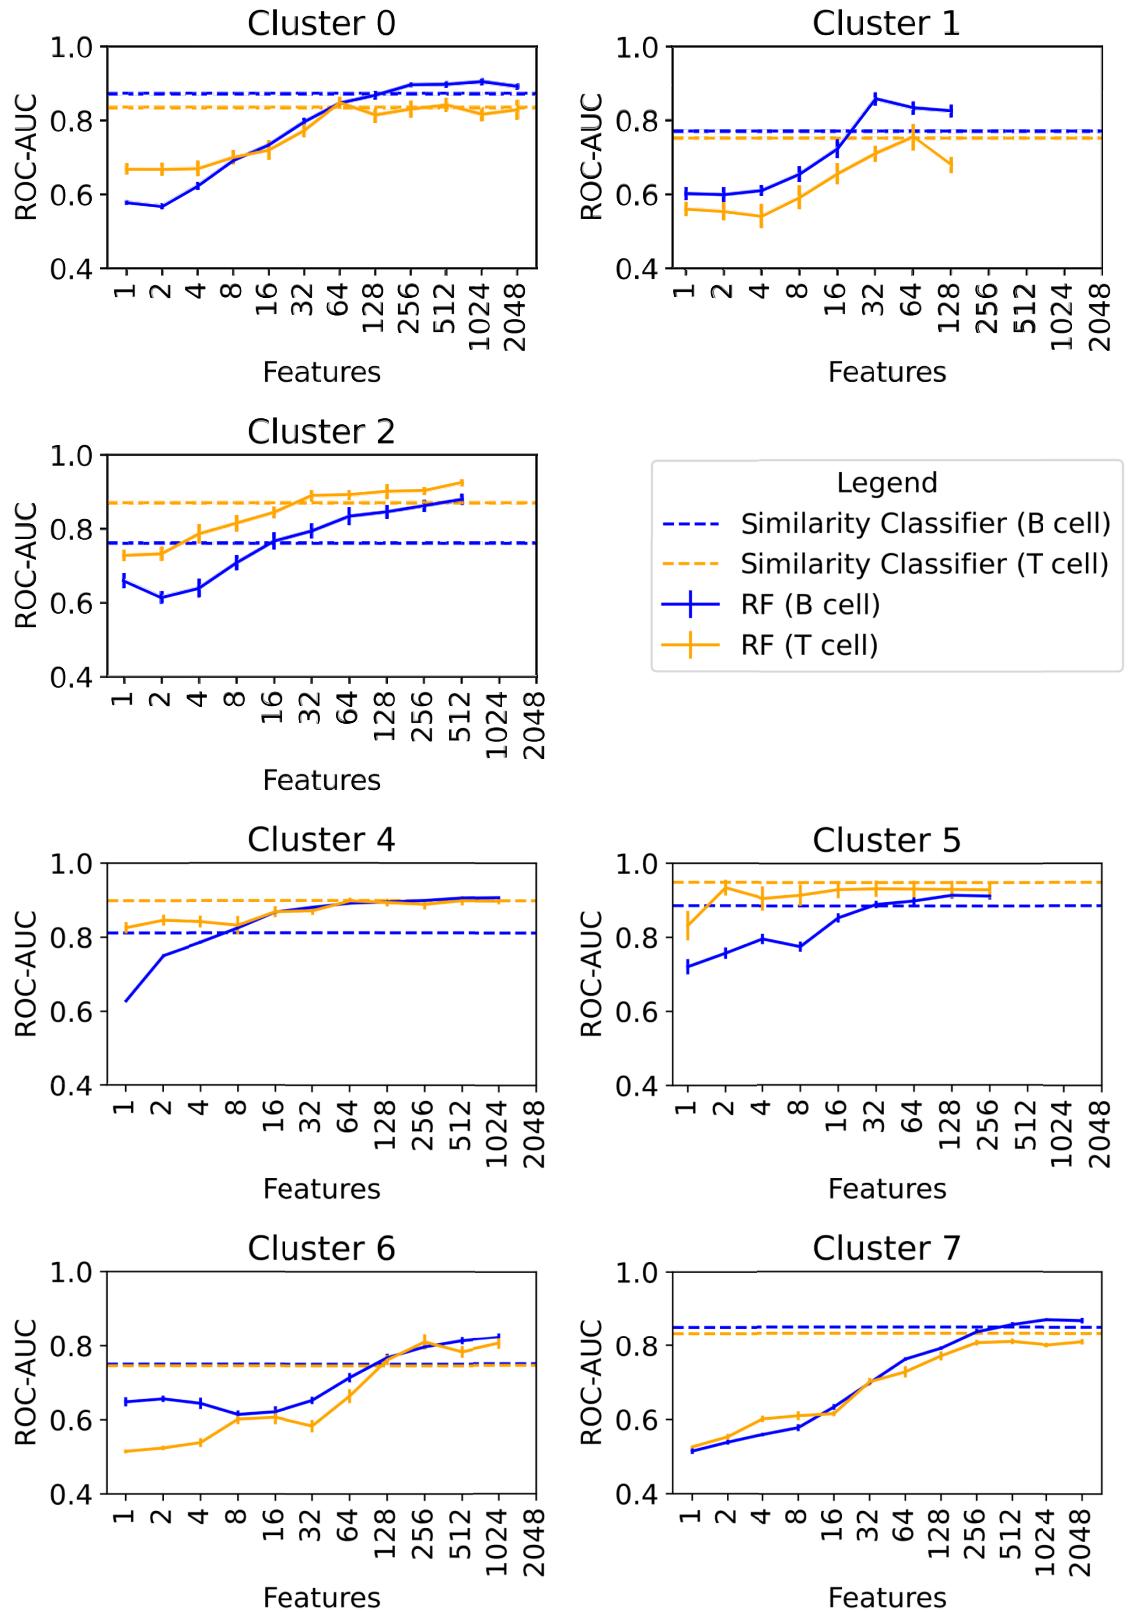 Cluster 0
1.0
0.8
0.6
0.4
ROC-AUC
1 2 4 8 16 32 64 128 256 512 1024 2048
Features
Cluster 1
1.0
0.8
0.6
0.4
ROC-AUC
1 2 4 8 16 32 64 128 256 512 1024 2048
Features
Cluster 2
1.0
0.8
0.6
0.4
ROC-AUC
1 2 4 8 16 32 64 128 256 512 1024 2048
Features
Legend
Similarity Classifier (B cell)
Similarity Classifier (T cell)
RF (B cell)
RF (T cell)
Cluster 4
1.0
0.8
0.6
0.4
ROC-AUC
1 2 4 8 16 32 64 128 256 512 1024 2048
Features
Cluster 5
1.0
0.8
0.6
0.4
ROC-AUC
1 2 4 8 16 32 64 128 256 512 1024 2048
Features
Cluster 6
1.0
0.8
0.6
0.4
ROC-AUC
1 2 4 8 16 32 64 128 256 512 1024 2048
Features
Cluster 7
1.0
0.8
0.6
0.4
ROC-AUC
1 2 4 8 16 32 64 128 256 512 1024 2048
Features